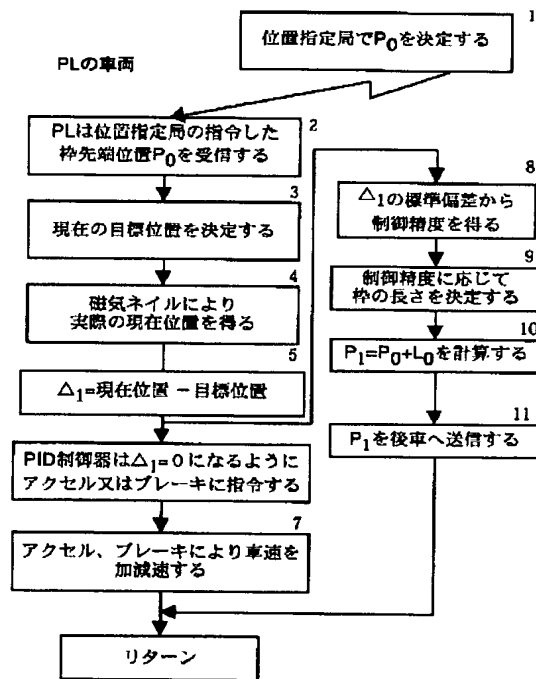 1
位置指定局でP0を決定する
PLの車両
2
PLは位置指定局の指令した
枠先端位置P0を受信する
3
現在の目標位置を決定する
4
磁気ネイルにより
実際の現在位置を得る
5
△1=現在位置 − 目標位置
PID制御器は△1=0になるように
アクセル又はブレーキに指令する
7
アクセル、ブレーキにより車速を
加減速する
8
△1の標準偏差から
制御精度を得る
9
制御精度に応じて
枠の長さを決定する
10
P1=P0+L0を計算する
11
P1を後車へ送信する
リターン